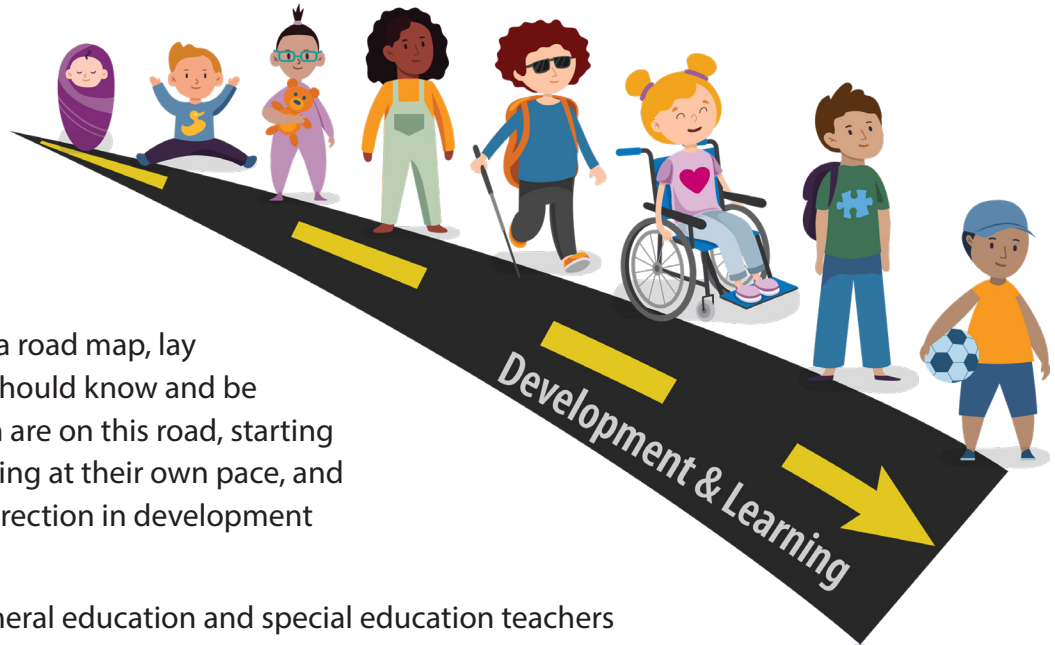 a road map, lay
should know and be
are on this road, starting
ing at their own pace, and
rection in development
neral education and special education teachers
Development & Learning